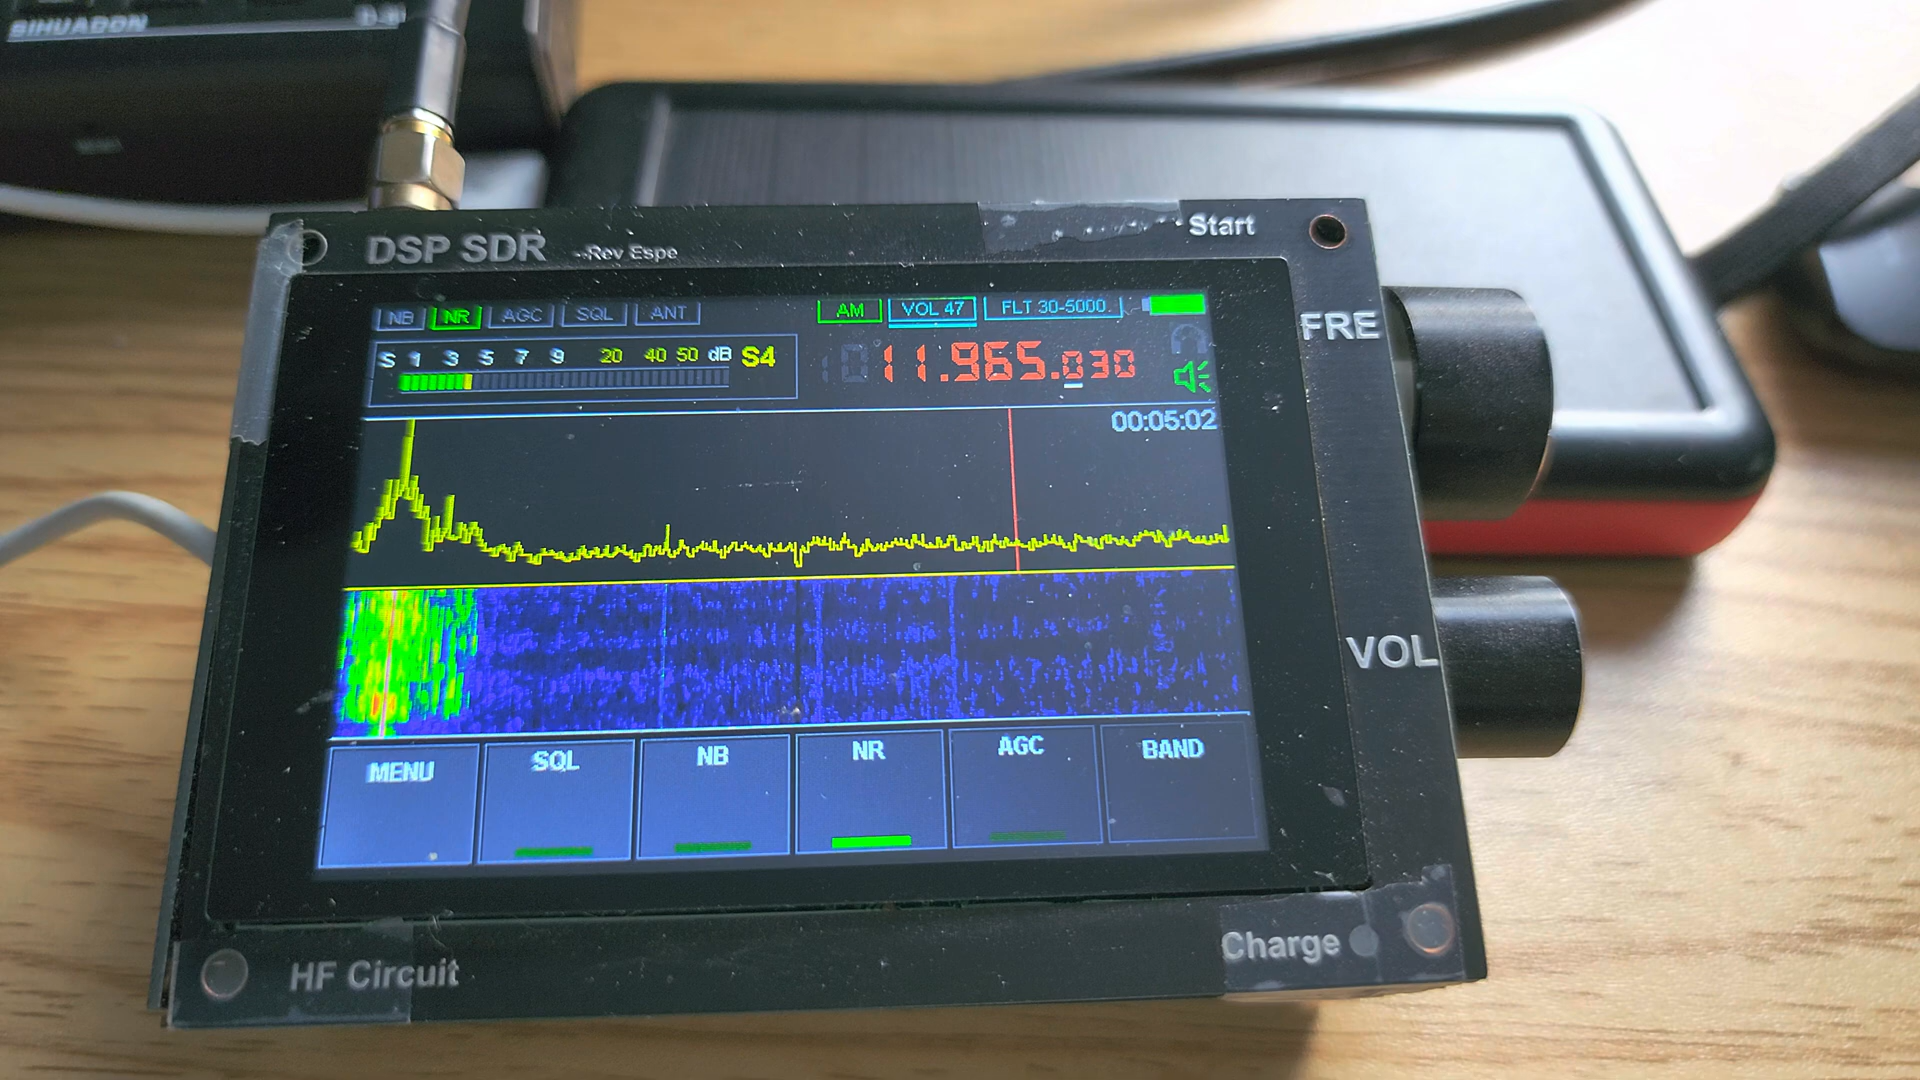 SIHUADON
DSP SDR
Rev Espe
Start
NB NR AGC SQL ANT
AM VOL 47 FLT 30-5000
S 1 3 5 7 9 20 40 50 dB S4
11.965.030
00:05:02
FRE
VOL
MENU SQL NB NR AGC BAND
HF Circuit
Charge